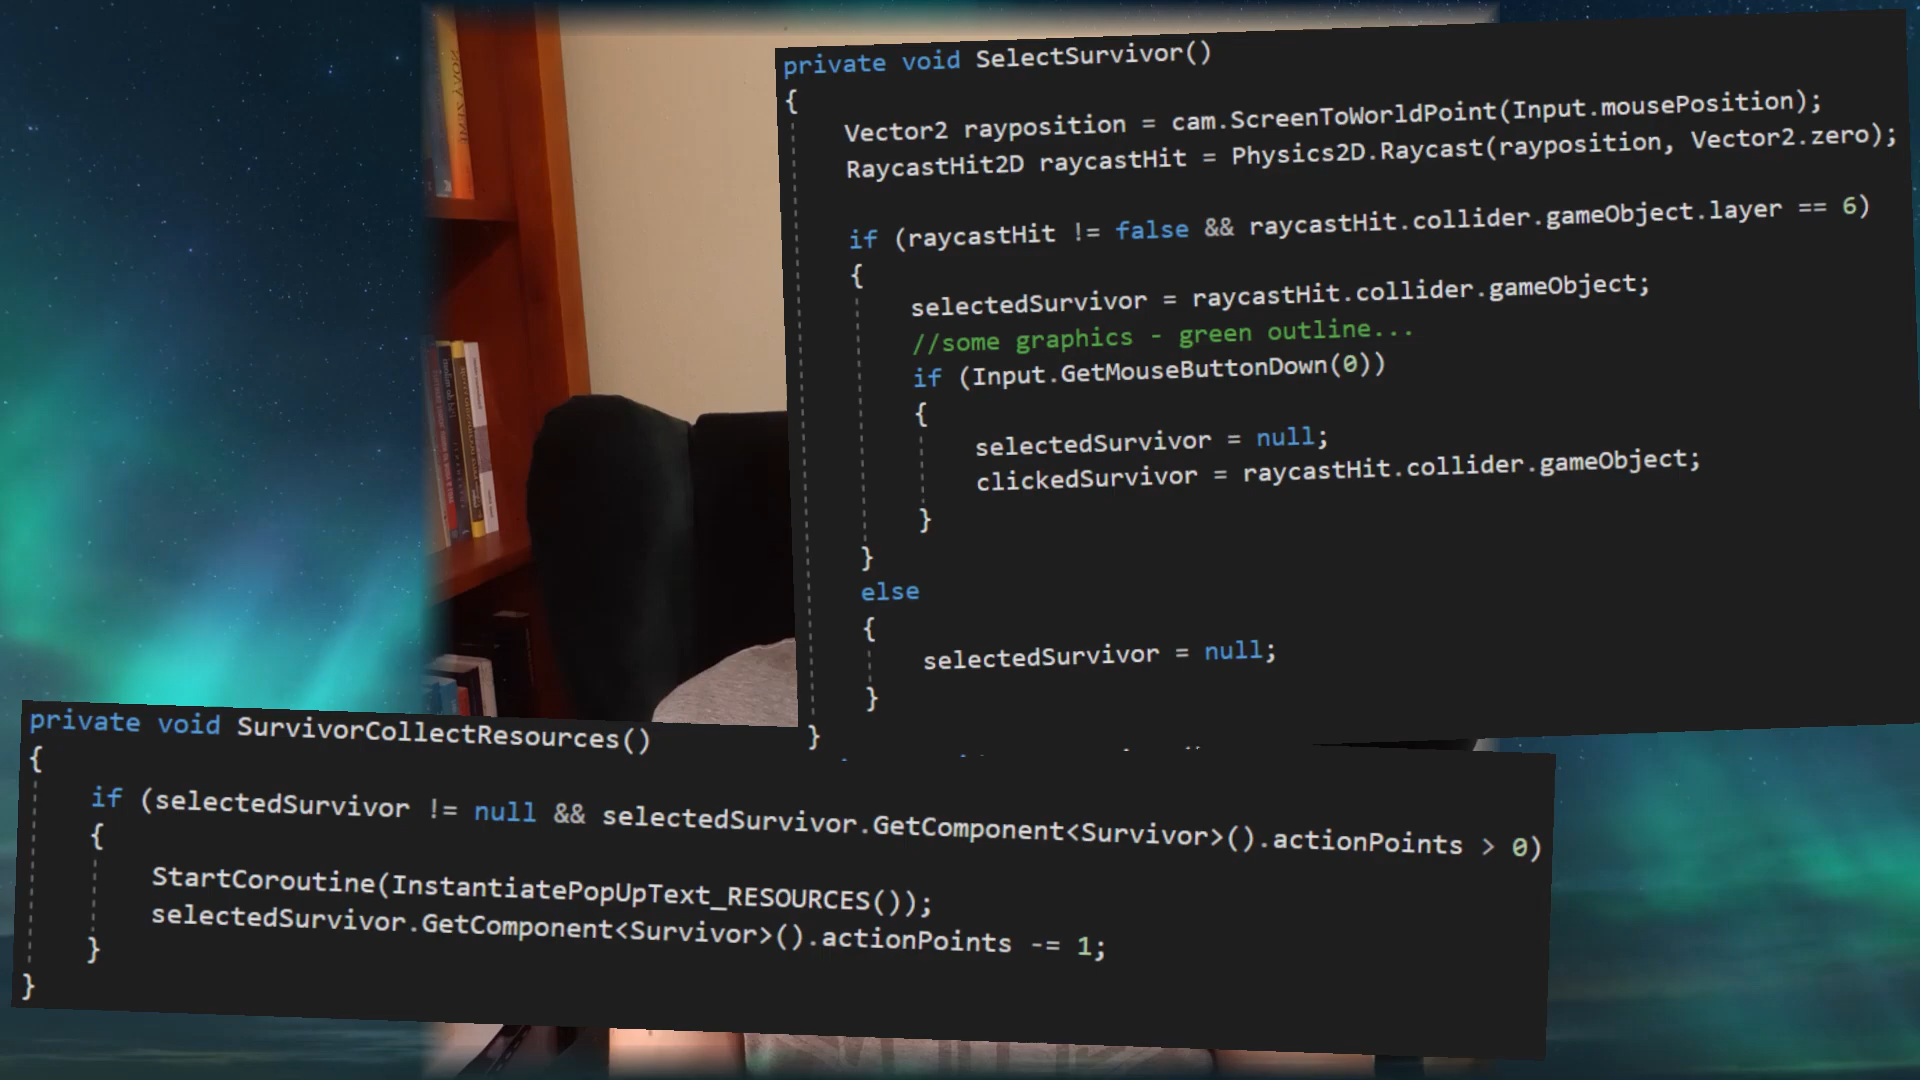 private void SelectSurvivor()
{
Vector2 rayposition = cam.ScreenToWorldPoint(Input.mousePosition);
RaycastHit2D raycastHit = Physics2D.Raycast(rayposition, Vector2.zero);
if (raycastHit != false && raycastHit.collider.gameObject.layer == 6)
{
selectedSurvivor = raycastHit.collider.gameObject;
//some graphics - green outline...
if (Input.GetMouseButtonDown(0))
{
selectedSurvivor = null;
clickedSurvivor = raycastHit.collider.gameObject;
}
}
else
{
selectedSurvivor = null;
}
}
private void SurvivorCollectResources()
{
if (selectedSurvivor != null && selectedSurvivor.GetComponent<Survivor>().actionPoints > 0)
{
StartCoroutine(InstantiatePopUpText_RESOURCES());
selectedSurvivor.GetComponent<Survivor>().actionPoints -= 1;
}
}